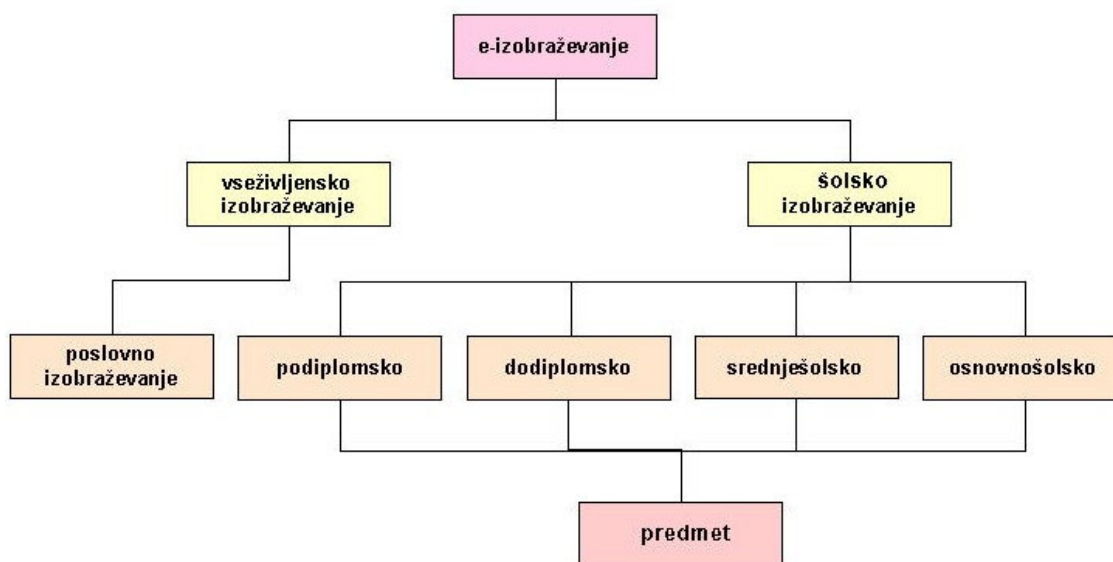 e-izobraževanje
vseživljensko
izobraževanje
šolsko
izobraževanje
poslovno
izobraževanje
podiplomsko
dodiplomsko
srednješolsko
osnovnošolsko
predmet